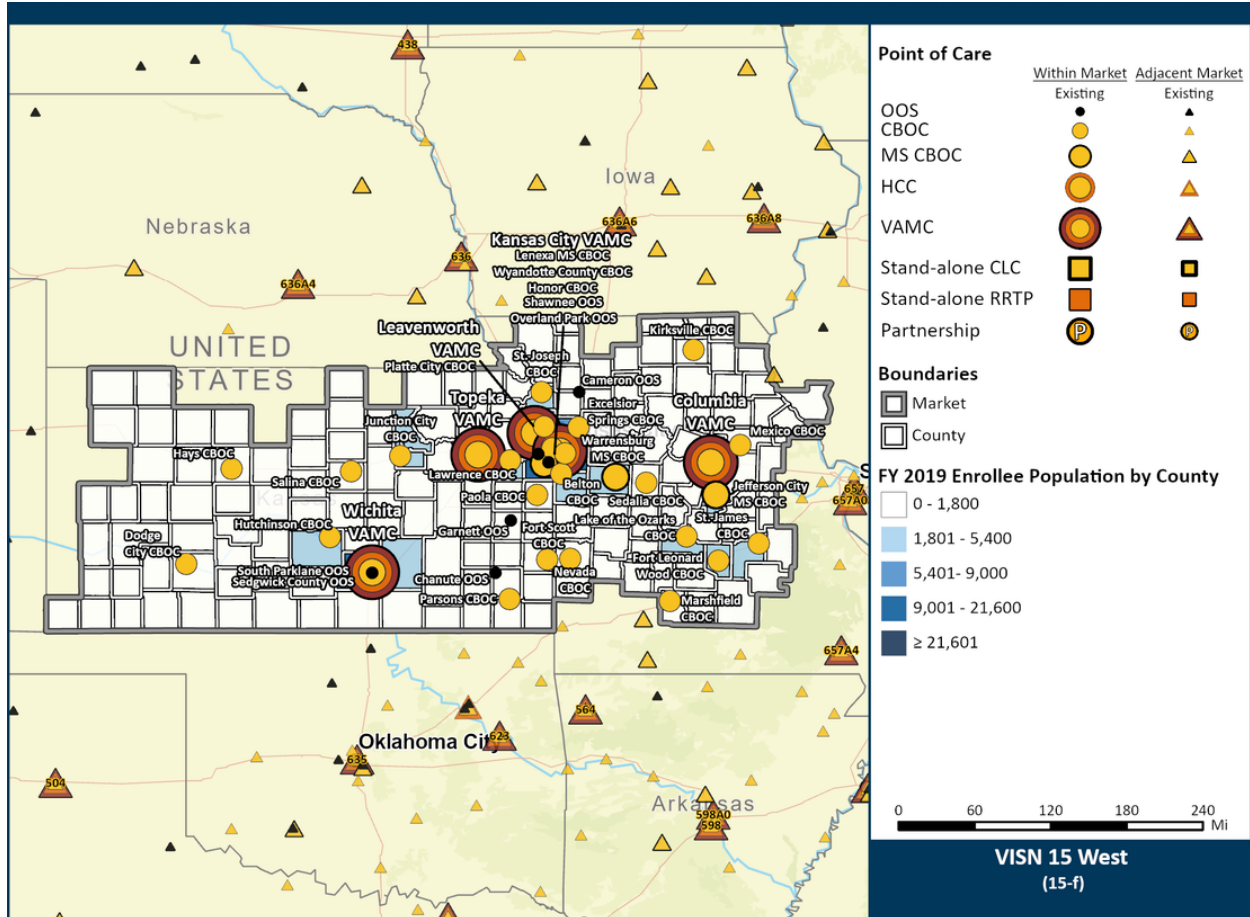 438
Iowa
Nebraska
636A6
636A8
Kansas City VAMC
Lenexa MS CBOC
636
Wyandotte County CBOC
636A4
Honor CBOC
Shawnee OOS
Overland Park OOS
Leavenworth
VAMC
Kirksville CBOC
UNITED
STATES
Platte City CBOC
St. Joseph
CBOC
Cameron OOS
Topeka
VAMC
Excelsior
Springs CBOC
Columbia
VAMC
Junction City
CBOC
Mexico CBOC
Warrensburg
MS CBOC
Hays CBOC
Lawrence CBOC
Salina CBOC
Kansas
Belton
CBOC
Sedalia CBOC
Jefferson City
MS CBOC
657
657A0
Paola CBOC
Wichita
VAMC
Hutchinson CBOC
Lake of the Ozarks
CBOC
St. James
CBOC
Garnett OOS
Fort Scott
CBOC
Dodge
City CBOC
Fort Leonard
Wood CBOC
South Parklane OOS
Sedgwick County OOS
Chanute OOS
Nevada
CBOC
Parsons CBOC
Marshfield
CBOC
657A4
564
623
Oklahoma City
635
504
Arkansas
598A0
598
Point of Care
Within Market Adjacent Market
Existing Existing
OOS
CBOC
MS CBOC
HCC
VAMC
Stand-alone CLC
Stand-alone RRTP
Partnership P P
Boundaries
Market
County
FY 2019 Enrollee Population by County
0 - 1,800
1,801 - 5,400
5,401- 9,000
9,001 - 21,600
≥ 21,601
0 60 120 180 240
Mi
VISN 15 West
(15-f)